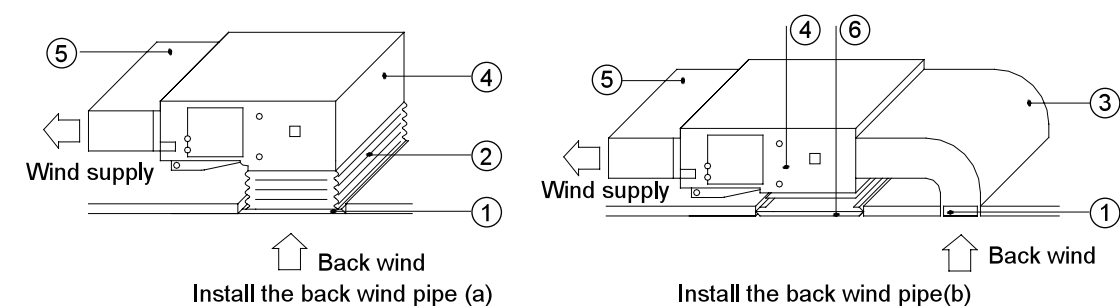 ⑤
④
②
①
Wind supply
Back wind
Install the back wind pipe (a)
④ ⑥
⑤
③
①
Wind supply
Back wind
Install the back wind pipe(b)